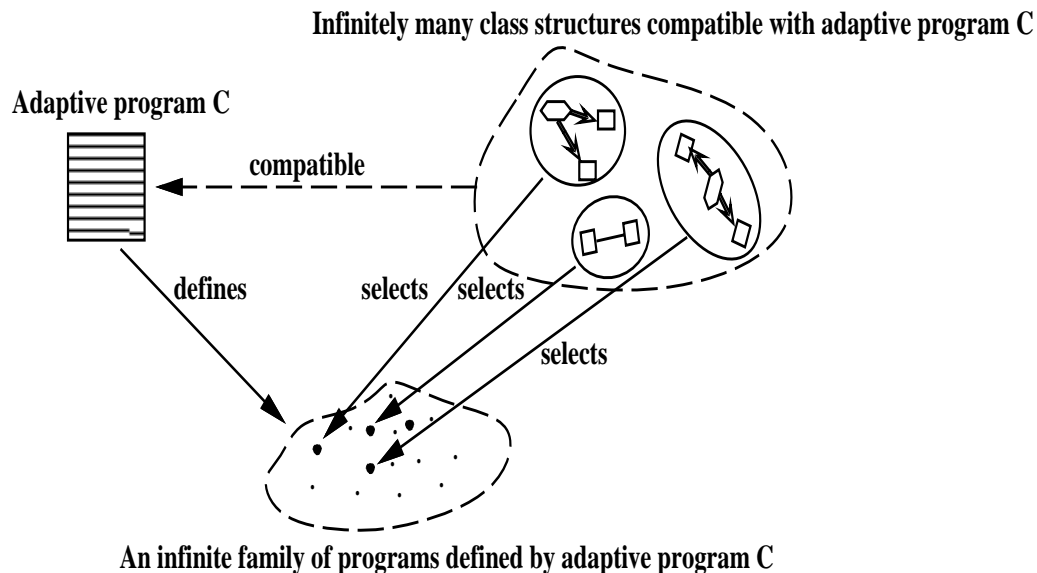 Infinitely many class structures compatible with adaptive program C
Adaptive program C
compatible
defines
selects
selects
selects
An infinite family of programs defined by adaptive program C